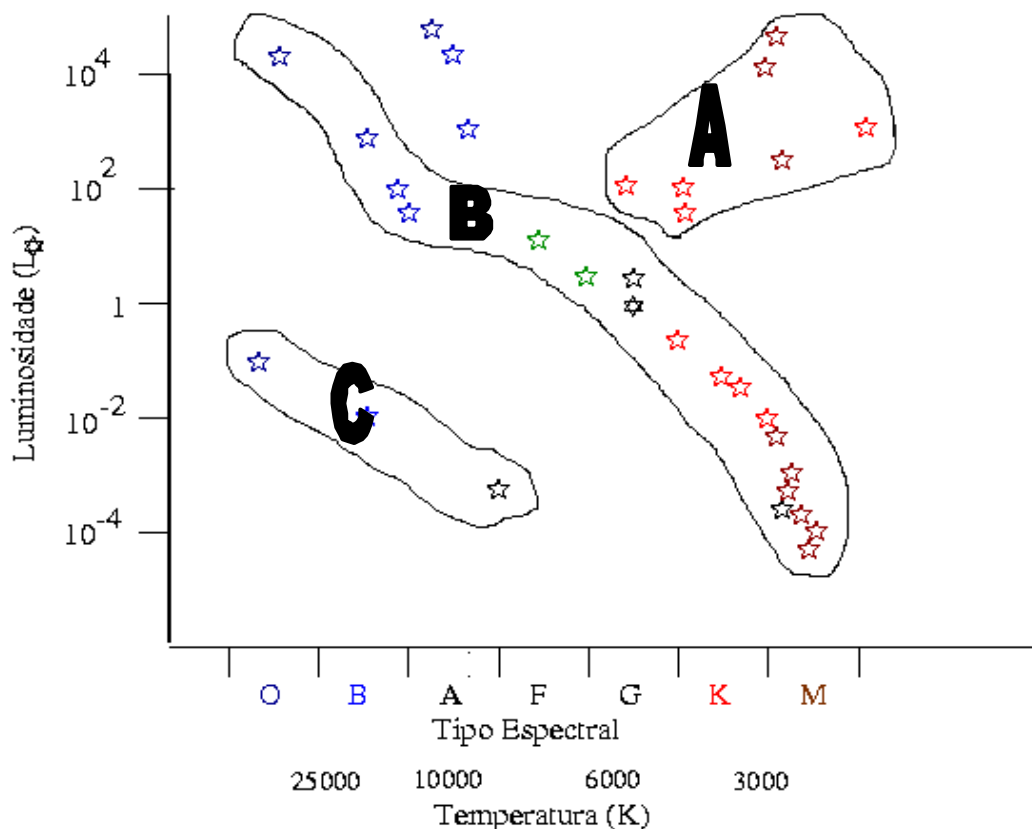 10^4
A
10^2
B
Luminosidade (L✡)
1
C
10^-2
10^-4
O B A F G K M
Tipo Espectral
25000 10000 6000 3000
Temperatura (K)